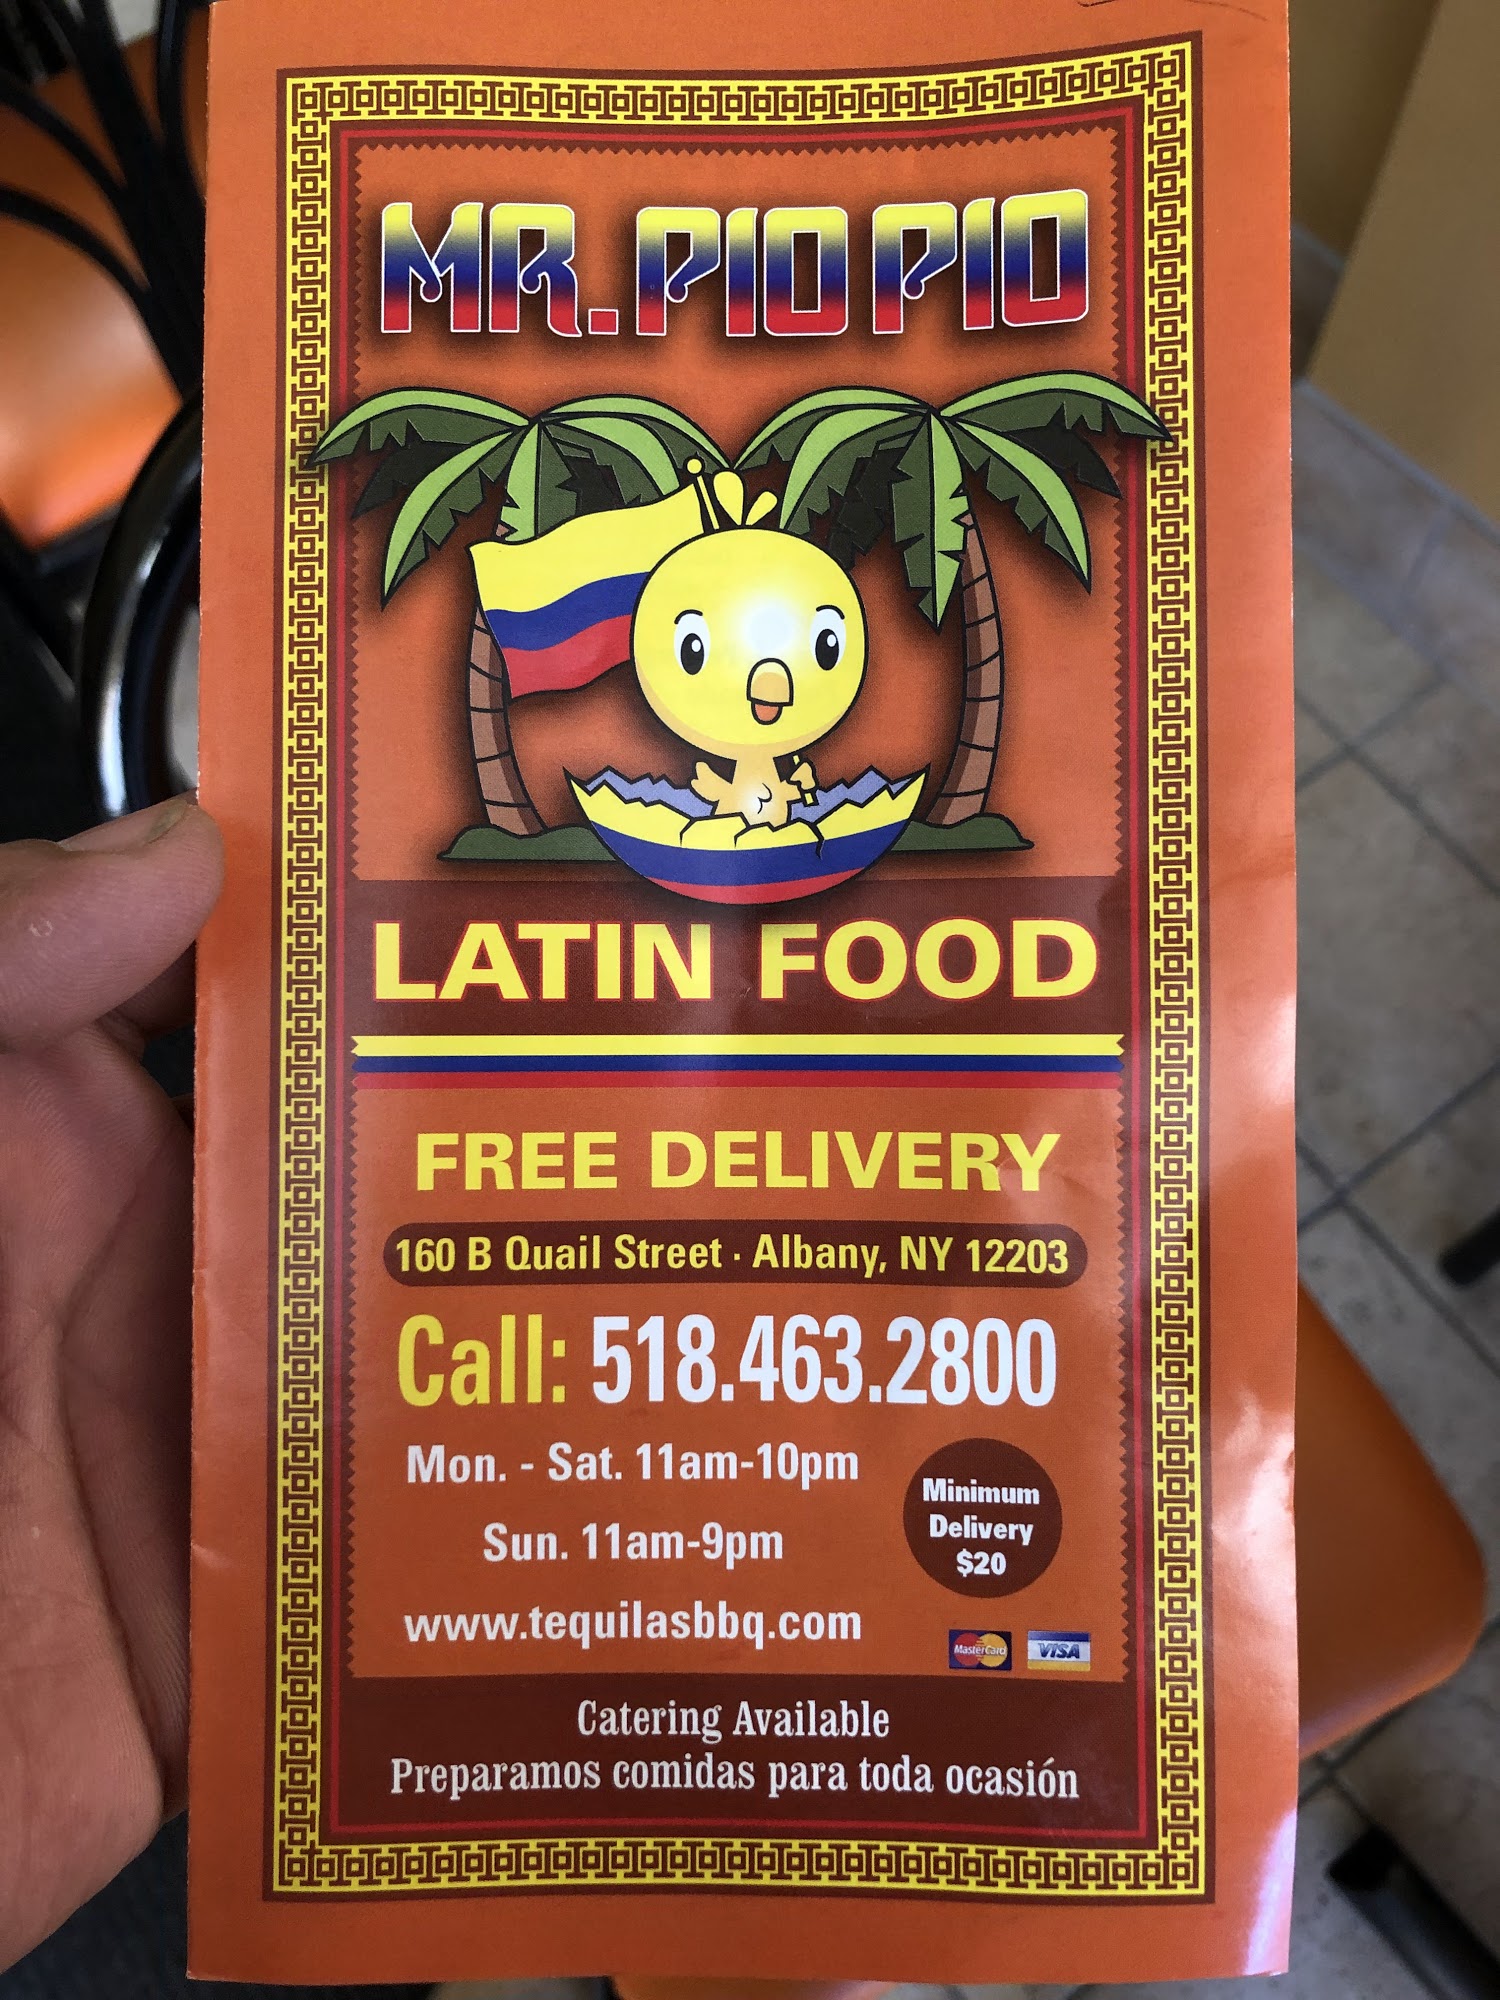 MR. PIO PIO
LATIN FOOD
FREE DELIVERY
160 B Quail Street · Albany, NY 12203
Call: 518.463.2800
Mon. - Sat. 11am-10pm
Sun. 11am-9pm
Minimum
Delivery
$20
www.tequilasbbq.com
MasterCard
VISA
Catering Available
Preparamos comidas para toda ocasión